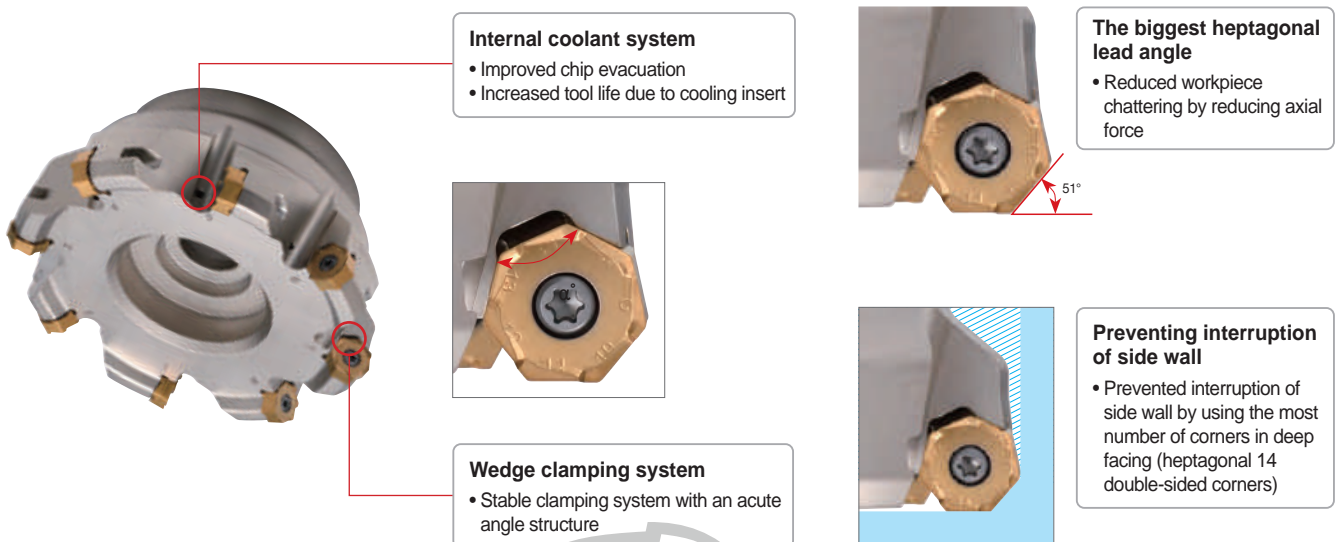 Internal coolant system
• Improved chip evacuation
• Increased tool life due to cooling insert
α°
Wedge clamping system
• Stable clamping system with an acute
angle structure
The biggest heptagonal
lead angle
• Reduced workpiece
chattering by reducing axial
force
51°
Preventing interruption
of side wall
• Prevented interruption of
side wall by using the most
number of corners in deep
facing (heptagonal 14
double-sided corners)